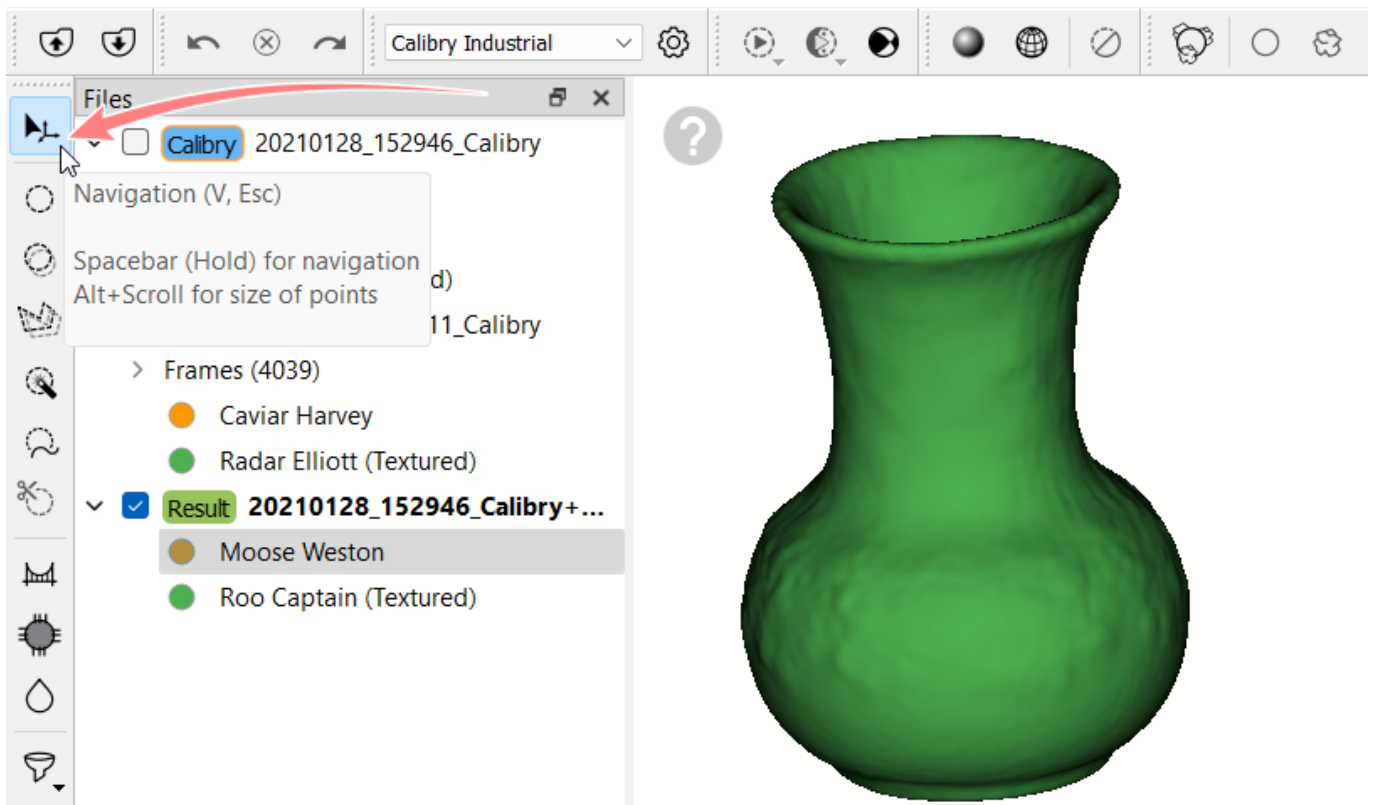 Calibry Industrial
Files
Calibry 20210128_152946_Calibry
Navigation (V, Esc)
Spacebar (Hold) for navigation
d)
Alt+Scroll for size of points
11_Calibry
Frames (4039)
Caviar Harvey
Radar Elliott (Textured)
Result 20210128_152946_Calibry+...
Moose Weston
Roo Captain (Textured)
?